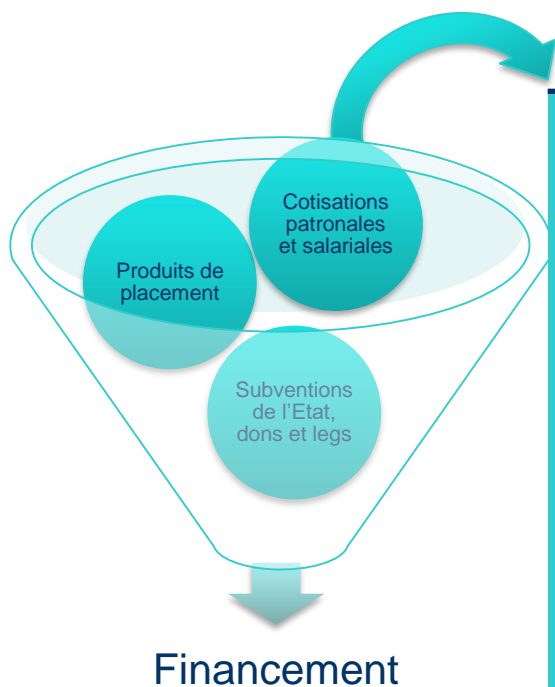 Cotisations
patronales
et salariales
Produits de
placement
Subventions
de l'Etat,
dons et legs
Financement